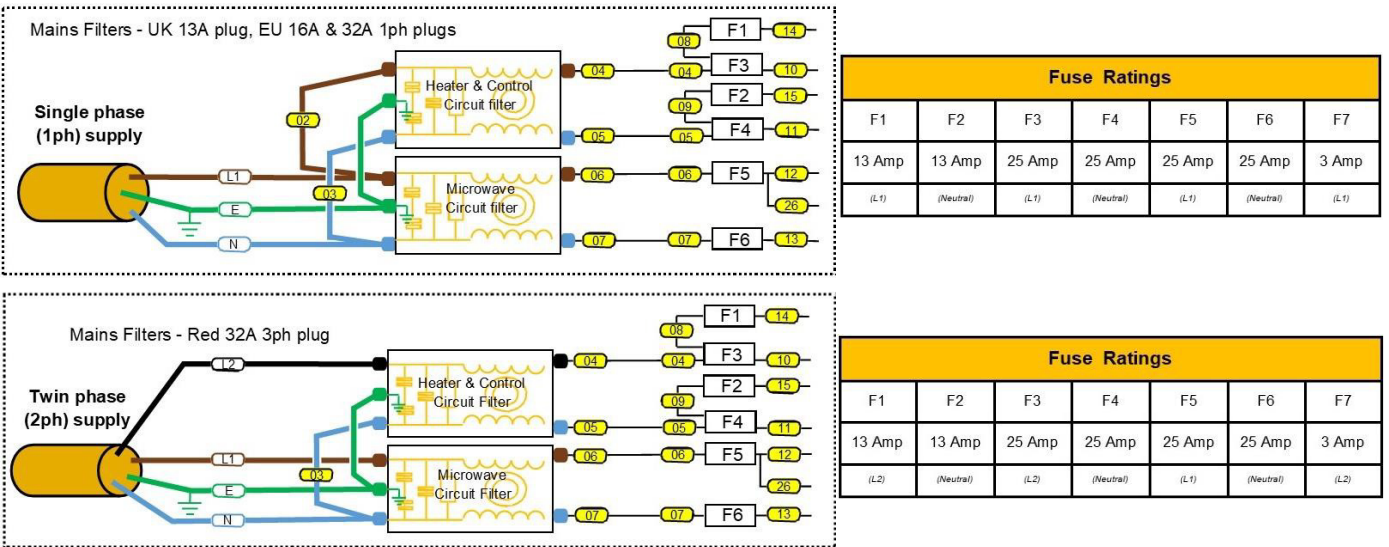 Mains Filters - UK 13A plug, EU 16A & 32A 1ph plugs
Single phase
(1ph) supply
L1
E
N
02
03
Heater & Control
Circuit filter
Microwave
Circuit filter
04
05
06
07
08
F1
14
04
F3
10
09
F2
15
05
F4
11
06
F5
12
26
07
F6
13
Fuse Ratings
F1 F2 F3 F4 F5 F6 F7
13 Amp 13 Amp 25 Amp 25 Amp 25 Amp 25 Amp 3 Amp
(L1) (Neutral) (L1) (Neutral) (L1) (Neutral) (L1)
Mains Filters - Red 32A 3ph plug
Twin phase
(2ph) supply
L2
L1
E
N
03
Heater & Control
Circuit Filter
Microwave
Circuit Filter
04
05
06
07
08
F1
14
04
F3
10
09
F2
15
05
F4
11
06
F5
12
26
07
F6
13
Fuse Ratings
F1 F2 F3 F4 F5 F6 F7
13 Amp 13 Amp 25 Amp 25 Amp 25 Amp 25 Amp 3 Amp
(L2) (Neutral) (L2) (Neutral) (L1) (Neutral) (L2)